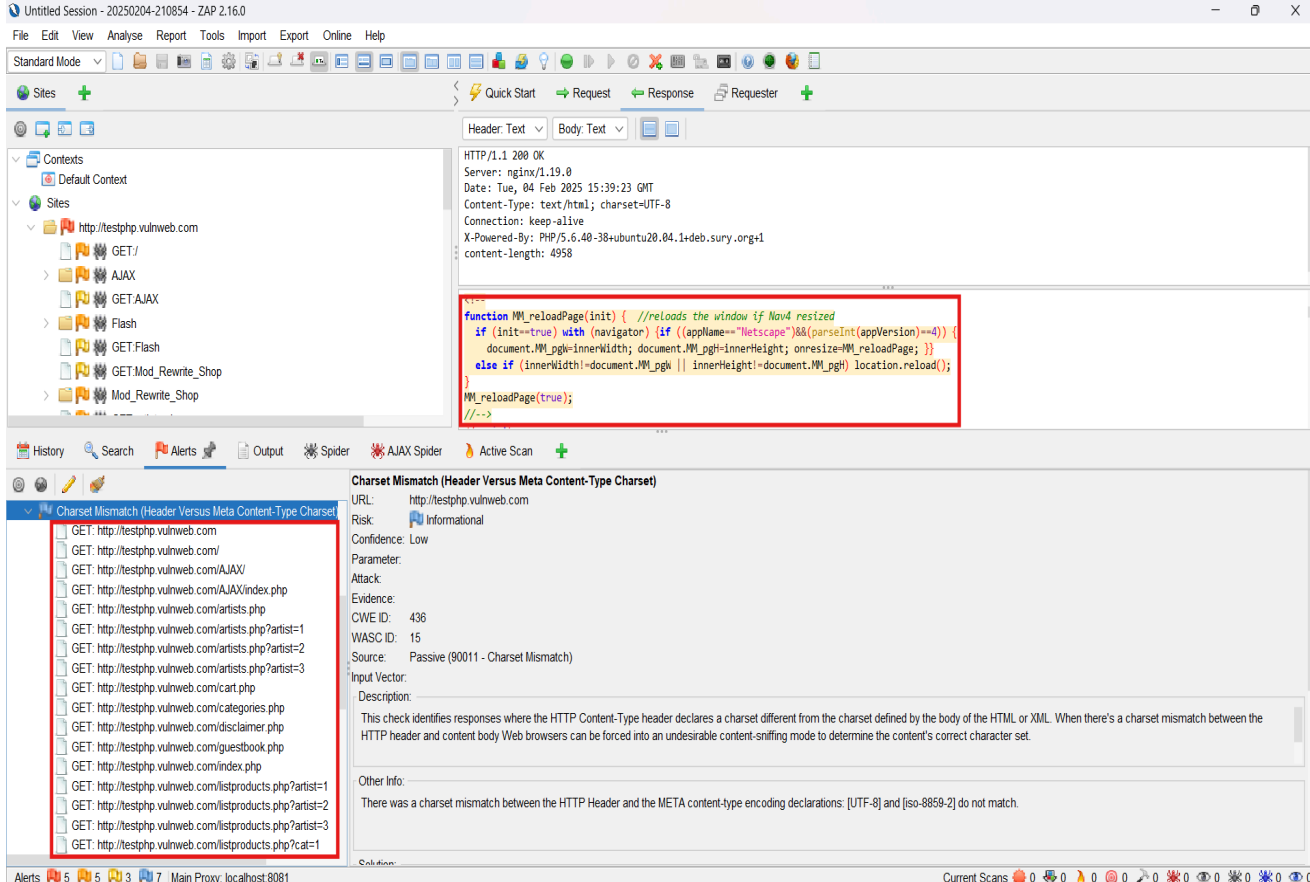 Untitled Session - 20250204-210854 - ZAP 2.16.0
File Edit View Analyse Report Tools Import Export Online Help
Standard Mode
Sites
Quick Start Request Response Requester
Header: Text Body: Text
Contexts
Default Context
Sites
http://testphp.vulnweb.com
GET:/
AJAX
GET:AJAX
Flash
GET:Flash
GET:Mod_Rewrite_Shop
Mod_Rewrite_Shop
HTTP/1.1 200 OK
Server: nginx/1.19.0
Date: Tue, 04 Feb 2025 15:39:23 GMT
Content-Type: text/html; charset=UTF-8
Connection: keep-alive
X-Powered-By: PHP/5.6.40-38+ubuntu20.04.1+deb.sury.org+1
content-length: 4958
<!--
function MM_reloadPage(init) { //reloads the window if Nav4 resized
if (init==true) with (navigator) {if ((appName=="Netscape")&&(parseInt(appVersion)==4)) {
document.MM_pgW=innerWidth; document.MM_pgH=innerHeight; onresize=MM_reloadPage; }}
else if (innerWidth!=document.MM_pgW || innerHeight!=document.MM_pgH) location.reload();
}
MM_reloadPage(true);
//-->
History Search Alerts Output Spider AJAX Spider Active Scan
Charset Mismatch (Header Versus Meta Content-Type Charset)
GET: http://testphp.vulnweb.com
GET: http://testphp.vulnweb.com/
GET: http://testphp.vulnweb.com/AJAX/
GET: http://testphp.vulnweb.com/AJAX/index.php
GET: http://testphp.vulnweb.com/artists.php
GET: http://testphp.vulnweb.com/artists.php?artist=1
GET: http://testphp.vulnweb.com/artists.php?artist=2
GET: http://testphp.vulnweb.com/artists.php?artist=3
GET: http://testphp.vulnweb.com/cart.php
GET: http://testphp.vulnweb.com/categories.php
GET: http://testphp.vulnweb.com/disclaimer.php
GET: http://testphp.vulnweb.com/guestbook.php
GET: http://testphp.vulnweb.com/index.php
GET: http://testphp.vulnweb.com/listproducts.php?artist=1
GET: http://testphp.vulnweb.com/listproducts.php?artist=2
GET: http://testphp.vulnweb.com/listproducts.php?artist=3
GET: http://testphp.vulnweb.com/listproducts.php?cat=1
Charset Mismatch (Header Versus Meta Content-Type Charset)
URL: http://testphp.vulnweb.com
Risk: Informational
Confidence: Low
Parameter:
Attack:
Evidence:
CWE ID: 436
WASC ID: 15
Source: Passive (90011 - Charset Mismatch)
Input Vector:
Description:
This check identifies responses where the HTTP Content-Type header declares a charset different from the charset defined by the body of the HTML or XML. When there's a charset mismatch between the
HTTP header and content body Web browsers can be forced into an undesirable content-sniffing mode to determine the content's correct character set.
Other Info:
There was a charset mismatch between the HTTP Header and the META content-type encoding declarations: [UTF-8] and [iso-8859-2] do not match.
Solution:
Alerts 5 5 3 7 Main Proxy: localhost:8081
Current Scans 0 0 0 0 0 0 0 0 0